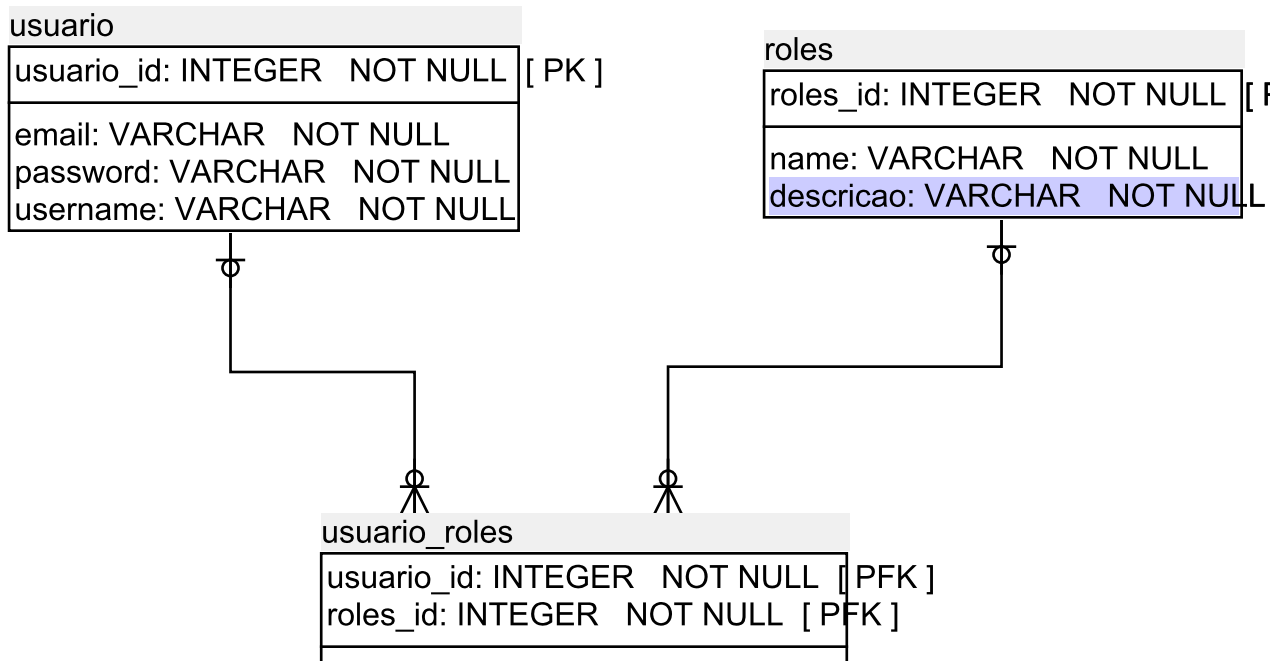 usuario
usuario_id: INTEGER NOT NULL [ PK ]
email: VARCHAR NOT NULL
password: VARCHAR NOT NULL
username: VARCHAR NOT NULL
roles
roles_id: INTEGER NOT NULL [
name: VARCHAR NOT NULL
descricao: VARCHAR NOT NULL
usuario_roles
usuario_id: INTEGER NOT NULL [ PFK ]
roles_id: INTEGER NOT NULL [ PFK ]